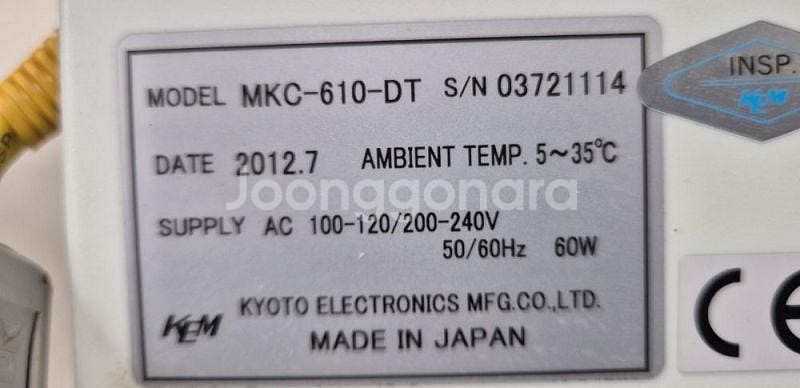 MODEL MKC-610-DT S/N 03721114
INSP.
KEM
DATE 2012.7 AMBIENT TEMP. 5~35℃
Joonggonara
SUPPLY AC 100-120/200-240V
50/60Hz 60W
KEM KYOTO ELECTRONICS MFG.CO.,LTD.
MADE IN JAPAN
CE